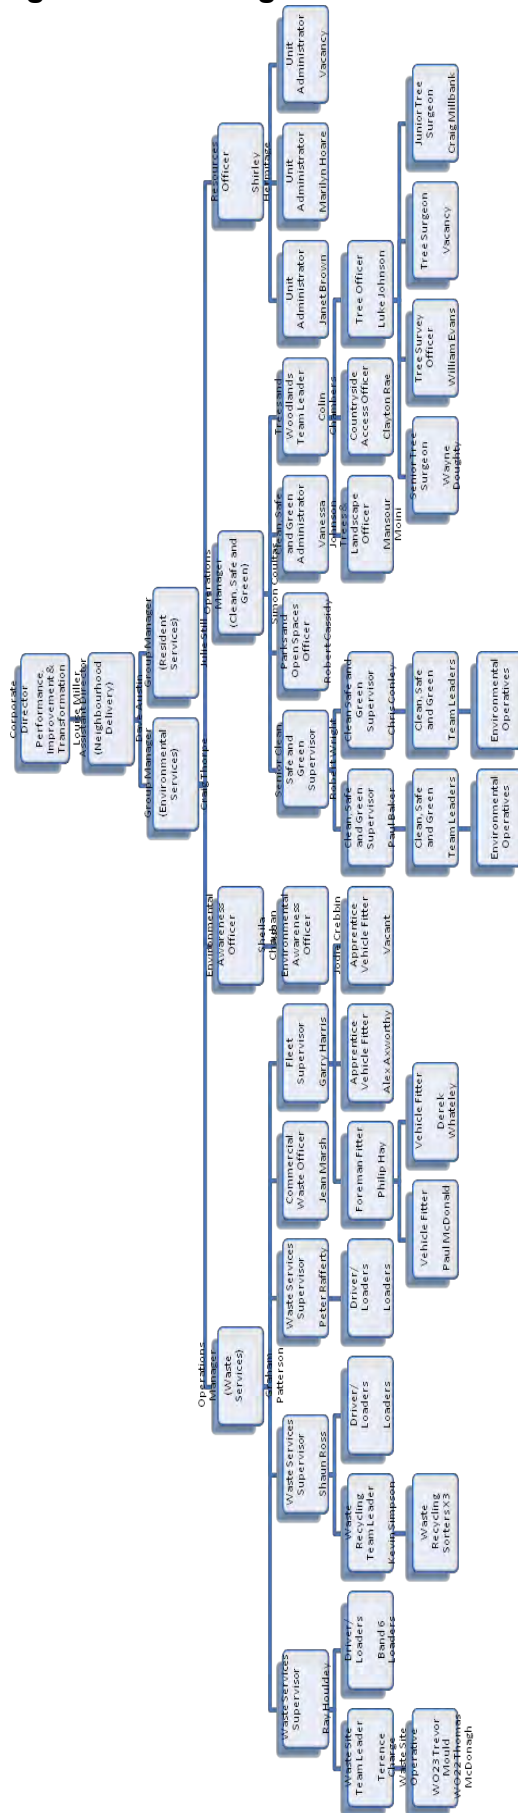 Corporate
Director
Performance,
Improvement &
Transformation
Louise Miller
Assistant Director
(Neighbourhood
Delivery)
Dave Austin
Group Manager
(Environmental
Services)
Craig Thorpe
Group Manager
(Resident
Services)
Julie Still
Operations
Manager
(Waste
Services)
Graham
Patterson
Environmental
Awareness
Officer
Sheila
Environmental
Awareness
Officer
Jodie Crebbin
Operations
Manager
(Clean, Safe and
Green)
Simon Coulter
Resources
Officer
Shirley
Hermitage
Waste Services
Supervisor
Ray Houldey
Waste Services
Supervisor
Shaun Ross
Waste Services
Supervisor
Peter Rafferty
Commercial
Waste Officer
Jean Marsh
Fleet
Supervisor
Garry Harris
Senior Clean
Safe and
Green
Supervisor
Robert Wright
Parks and
Open Spaces
Officer
Robert Cassidy
Clean, Safe
and Green
Administrator
Vanessa
Johnson
Trees and
Woodlands
Team Leader
Colin
Chambers
Unit
Administrator
Janet Brown
Unit
Administrator
Marilyn Hoare
Unit
Administrator
Vacancy
Waste Site
Team Leader
Terence
Charge
Driver/
Loaders
Band 6
Loaders
Waste
Recycling
Team Leader
Kevin Simpson
Driver/
Loaders
Loaders
Driver/
Loaders
Loaders
Foreman Fitter
Philip Hay
Apprentice
Vehicle Fitter
Alex Axworthy
Apprentice
Vehicle Fitter
Vacant
Clean, Safe
and Green
Supervisor
Paul Baker
Clean Safe and
Green
Supervisor
Chris Conley
Trees &
Landscape
Officer
Mansour
Moini
Countryside
Access Officer
Clayton Rae
Tree Officer
Luke Johnson
Waste Site
Operative
WO23 Trevor
Mould
WO22 Thomas
McDonagh
Waste
Recycling
Sorters X3
Vehicle Fitter
Paul McDonald
Vehicle Fitter
Derek
Whateley
Clean, Safe
and Green
Team Leaders
Clean, Safe
and Green
Team Leaders
Senior Tree
Surgeon
Wayne
Doughty
Tree Survey
Officer
William Evans
Tree Surgeon
Vacancy
Junior Tree
Surgeon
Craig Millbank
Environmental
Operatives
Environmental
Operatives